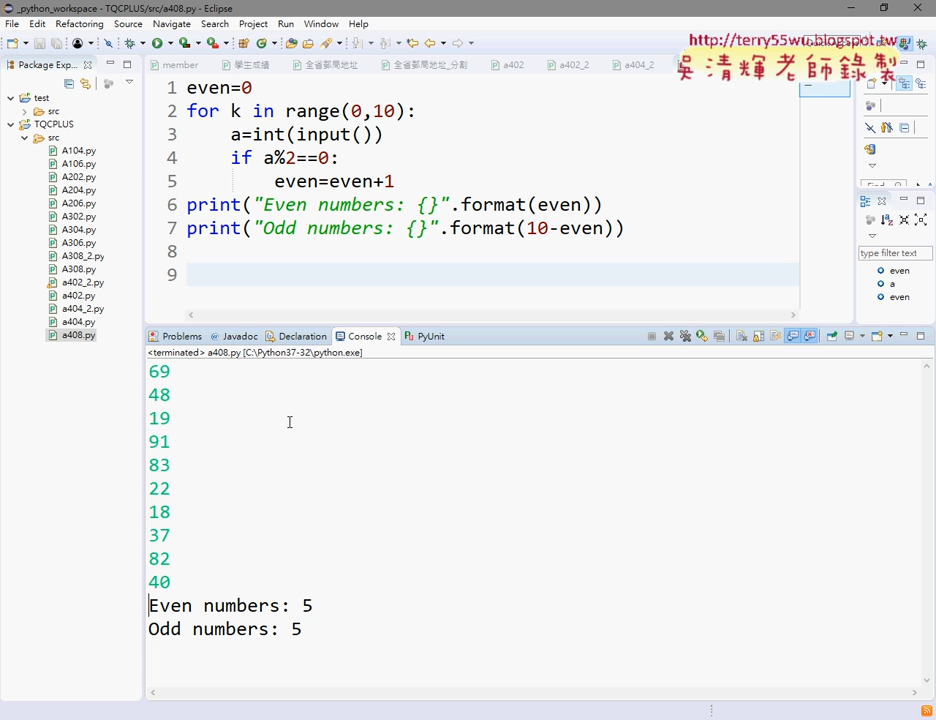 _python_workspace - TQCPLUS/src/a408.py - Eclipse
File Edit Refactoring Source Navigate Search Project Run Window Help
http://terry55wu.blogspot.tw
吳清輝老師錄製
Package Exp...
member 學生成績 全省郵局地址 全省郵局地址_分割 a402 a402_2 a404_2
test
src
TQCPLUS
src
A104.py
A106.py
A202.py
A204.py
A206.py
A302.py
A304.py
A306.py
A308_2.py
A308.py
a402_2.py
a402.py
a404_2.py
a404.py
a408.py
1 even=0
2 for k in range(0,10):
3 a=int(input())
4 if a%2==0:
5 even=even+1
6 print("Even numbers: {}".format(even))
7 print("Odd numbers: {}".format(10-even))
8
9
type filter text
even
a
even
Problems Javadoc Declaration Console PyUnit
<terminated> a408.py [C:\Python37-32\python.exe]
69
48
19
91
83
22
18
37
82
40
Even numbers: 5
Odd numbers: 5